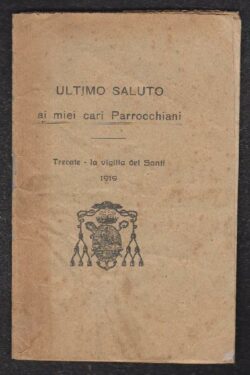 ULTIMO SALUTO
ai miei cari Parrocchiani
Trecate - la vigilia dei Santi
1919